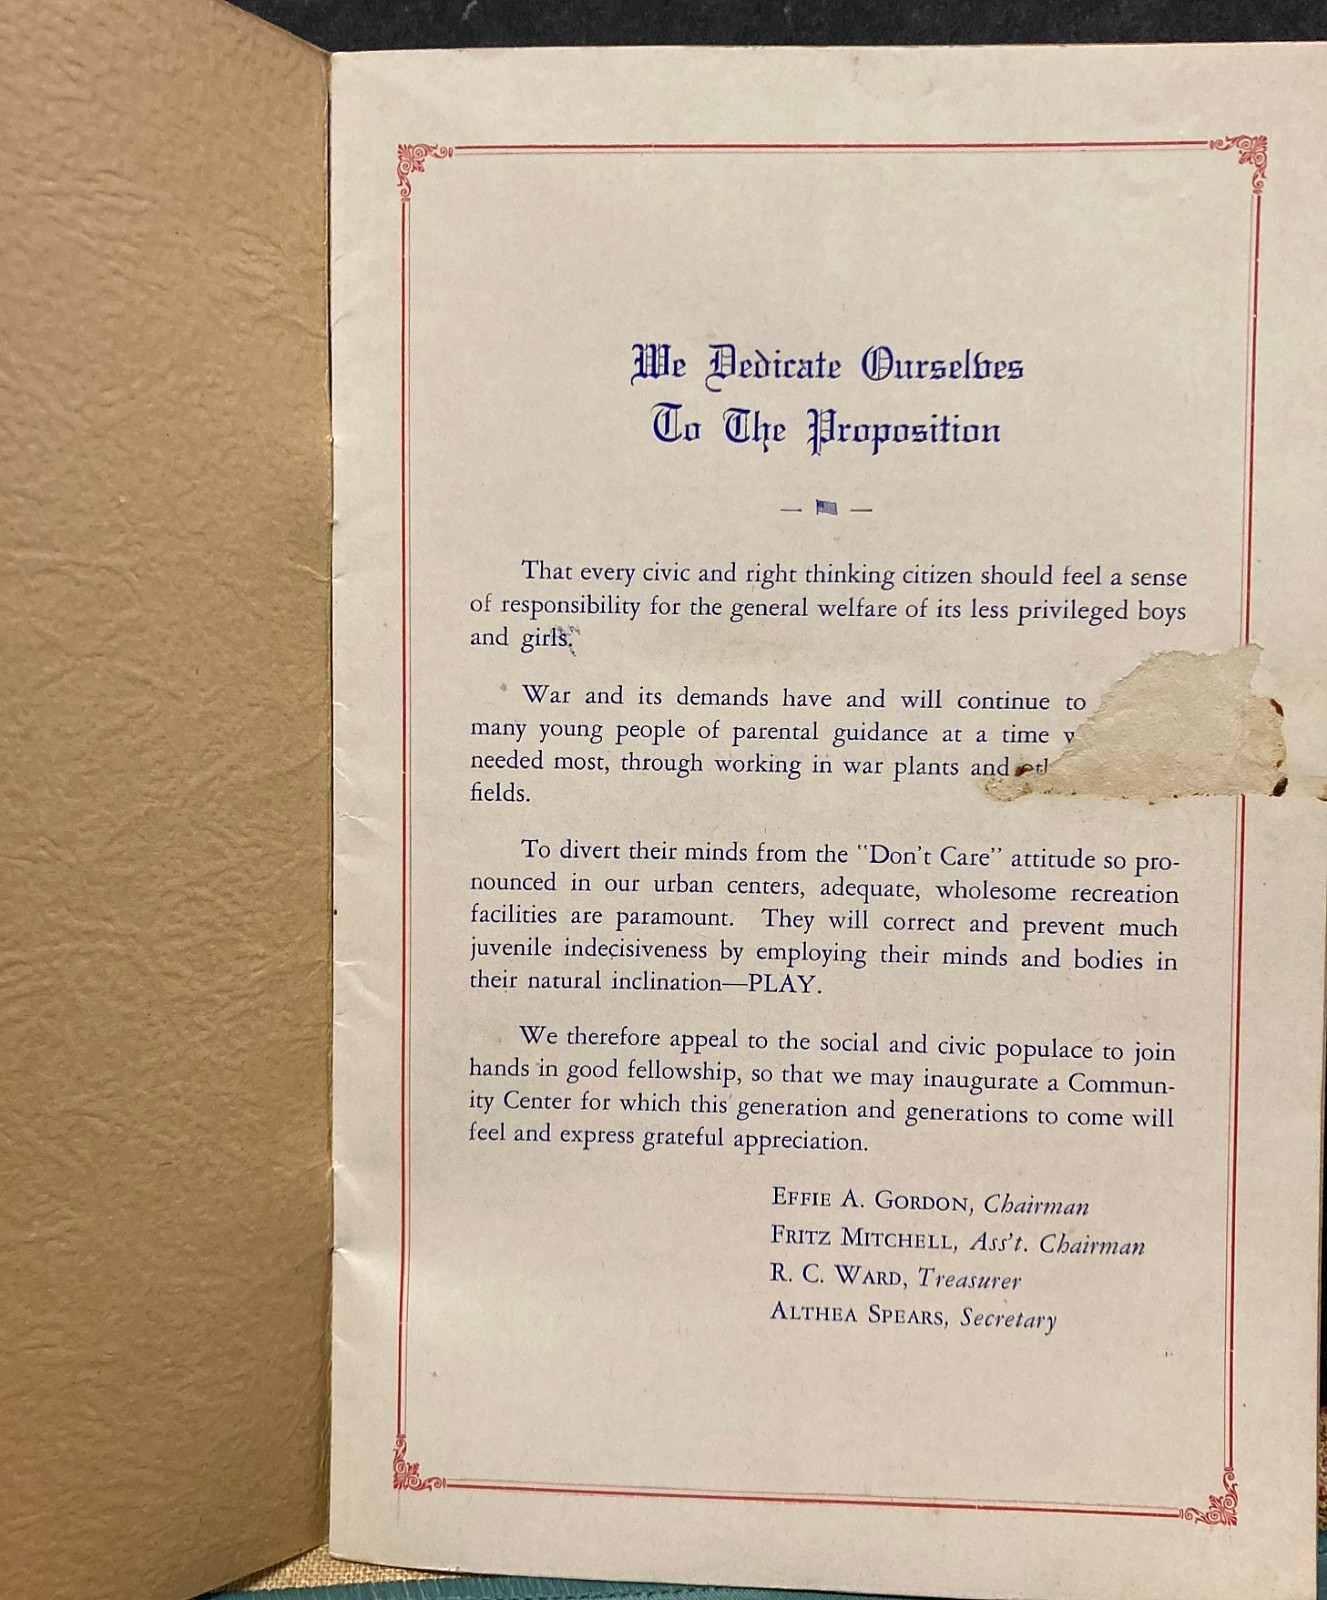 We Dedicate Ourselves
To The Proposition
That every civic and right thinking citizen should feel a sense
of responsibility for the general welfare of its less privileged boys
and girls.
War and its demands have and will continue to
many young people of parental guidance at a time
needed most, through working in war plants and
fields.
To divert their minds from the "Don't Care" attitude so pro-
nounced in our urban centers, adequate, wholesome recreation
facilities are paramount. They will correct and prevent much
juvenile indecisiveness by employing their minds and bodies in
their natural inclination—PLAY.
We therefore appeal to the social and civic populace to join
hands in good fellowship, so that we may inaugurate a Commun-
ity Center for which this generation and generations to come will
feel and express grateful appreciation.
EFFIE A. GORDON, Chairman
FRITZ MITCHELL, Ass't. Chairman
R. C. WARD, Treasurer
ALTHEA SPEARS, Secretary